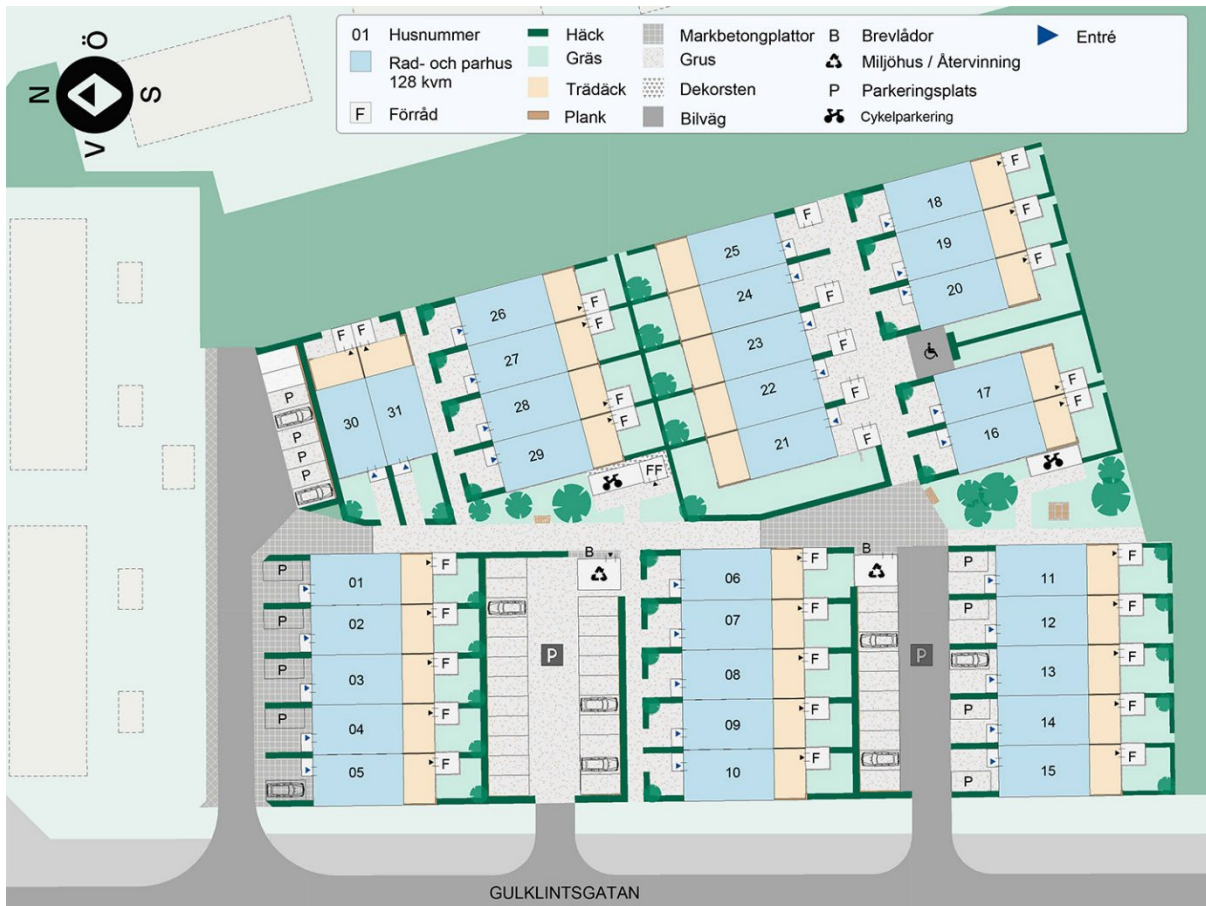 Ö
N
S
V
01 Husnummer
Rad- och parhus
128 kvm
F Förråd
Häck
Gräs
Trädäck
Plank
Markbetongplattor
Grus
Dekorsten
Bilväg
B Brevlådor
Miljöhus / Återvinning
P Parkeringsplats
Cykelparkering
Entré
18
F
19
F
20
F
25
F
24
F
23
F
22
F
21
F
26
F
27
F
28
F
29
F
FF
17
F
16
F
F F
30
31
P
P
P
P
B
B
P
01
F
P
02
F
P
03
F
P
04
F
05
F
P
06
F
07
F
08
F
09
F
10
F
P
P
11
F
P
12
F
13
F
P
14
F
P
15
F
GULKLINTSGATAN